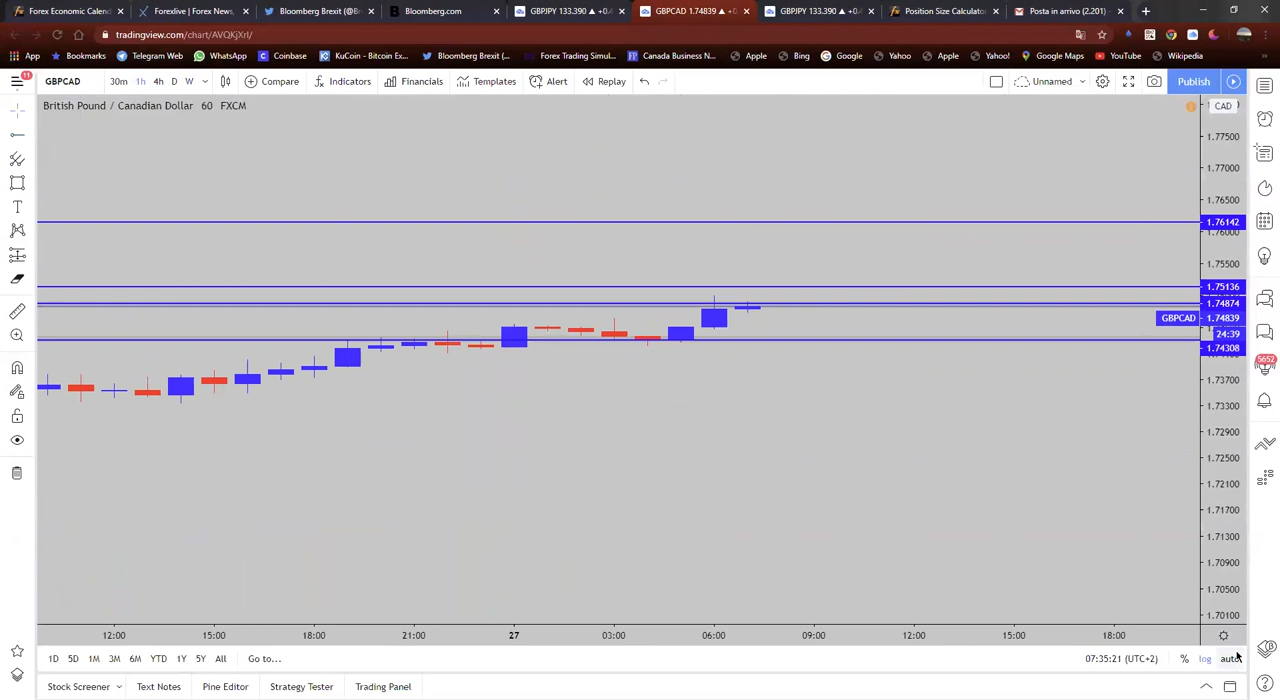 Forex Economic Calend
Forexlive | Forex News,
Bloomberg Brexit (@Br
Bloomberg.com
GBPJPY 133.390 ▲ +0.4
GBPCAD 1.74839 ▲ +0
GBPJPY 133.390 ▲ +0.4
Position Size Calculato
Posta in arrivo (2.201) -
tradingview.com/chart/AVQKjXrI/
App
Bookmarks
Telegram Web
WhatsApp
Coinbase
KuCoin - Bitcoin Ex...
Bloomberg Brexit (...
Forex Trading Simul...
Canada Business N...
Apple
Bing
Google
Yahoo
Apple
Yahoo!
Google Maps
YouTube
Wikipedia
11
GBPCAD
30m
1h
4h
D
W
Compare
Indicators
Financials
Templates
Alert
Replay
Unnamed
Publish
British Pound / Canadian Dollar 60 FXCM
CAD
1.77500
1.77000
1.76500
1.76142
1.76000
1.75500
1.75136
1.74874
GBPCAD 1.74839
24:39
1.74308
1.73700
1.73300
1.72900
1.72500
1.72100
1.71700
1.71300
1.70900
1.70500
1.70100
5652
12:00
15:00
18:00
21:00
27
03:00
06:00
09:00
12:00
15:00
18:00
1D
5D
1M
3M
6M
YTD
1Y
5Y
All
Go to...
07:35:21 (UTC+2)
%
log
auto
Stock Screener
Text Notes
Pine Editor
Strategy Tester
Trading Panel